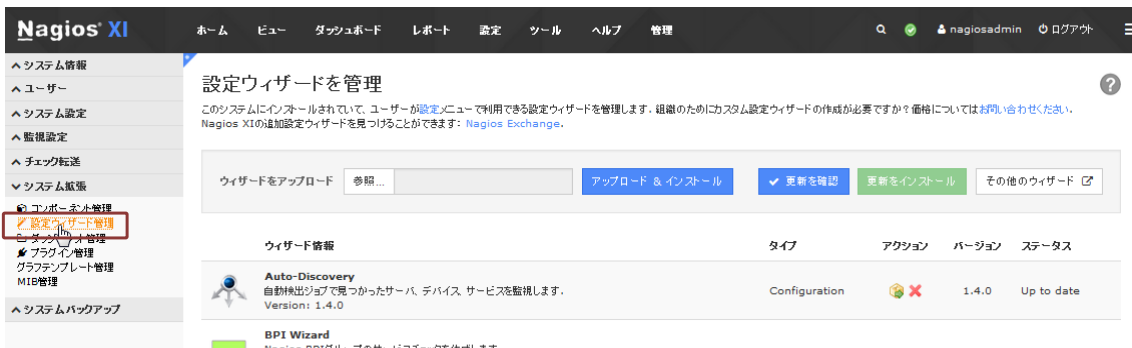 Nagios XI
ホーム ビュー ダッシュボード レポート 設定 ツール ヘルプ 管理 nagiosadmin ログアウト
システム情報
ユーザー
システム設定
監視設定
チェック転送
システム拡張
コンポーネント管理
設定ウィザード管理
プラグイン管理
グラフテンプレート管理
MIB管理
システムバックアップ
設定ウィザードを管理
このシステムにインストールされていて、ユーザーが設定メニューで利用できる設定ウィザードを管理します. 組織のためにカスタム設定ウィザードの作成が必要ですか？価格についてはお問い合わせください.
Nagios XIの追加設定ウィザードを見つけることができます: Nagios Exchange.
ウィザードをアップロード 参照... アップロード & インストール 更新を確認 更新をインストール その他のウィザード
ウィザード情報 タイプ アクション バージョン ステータス
Auto-Discovery
自動検出ジョブで見つかったサーバ、デバイス, サービスを監視します.
Version: 1.4.0
Configuration 1.4.0 Up to date
BPI Wizard